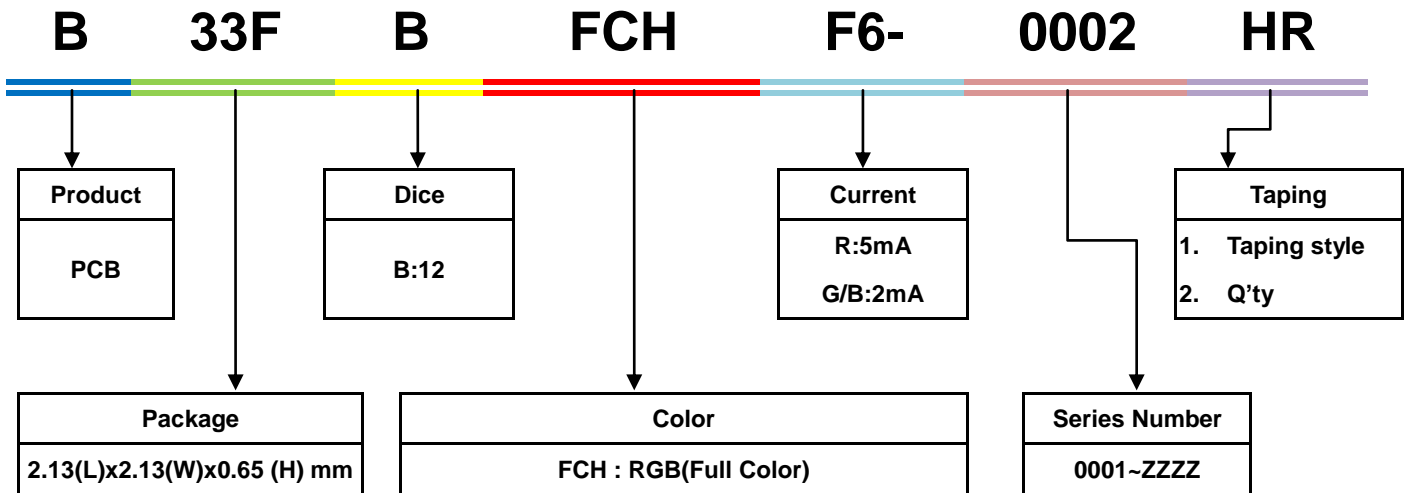 B 33F B FCH F6- 0002 HR
Product
PCB
Dice
B:12
Current
R:5mA
G/B:2mA
Taping
1. Taping style
2. Q’ty
Package
2.13(L)x2.13(W)x0.65 (H) mm
Color
FCH : RGB(Full Color)
Series Number
0001~ZZZZ